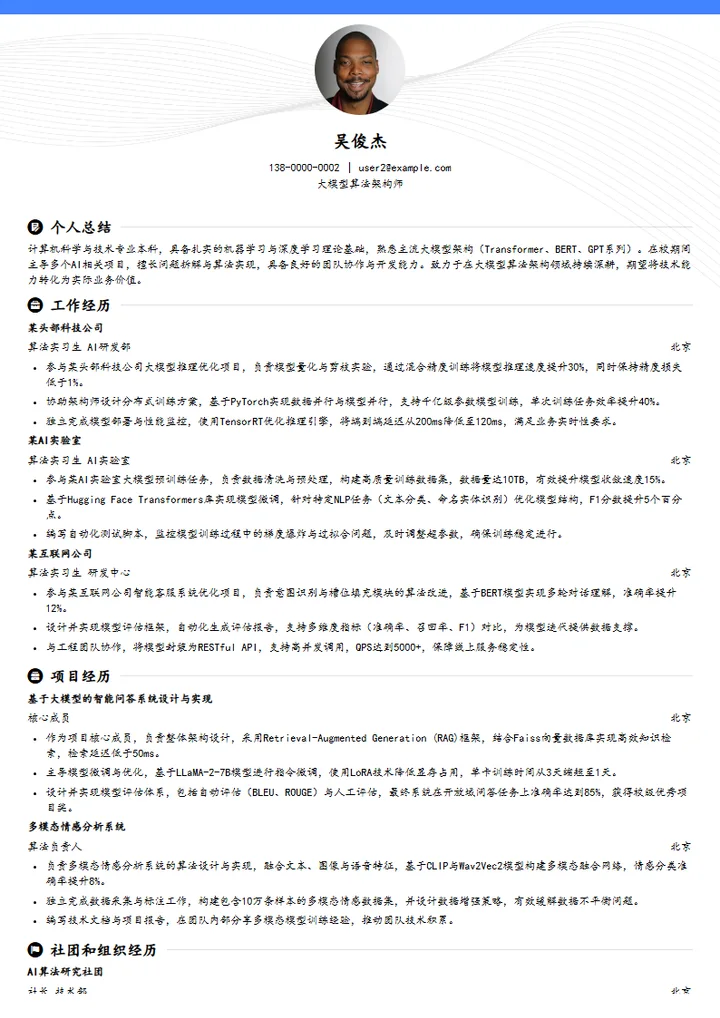 吴俊杰
138-0000-0002 | user2@example.com
大模型算法架构师
个人总结
计算机科学与技术专业本科，具备扎实的机器学习与深度学习理论基础，熟悉主流大模型架构（Transformer、BERT、GPT系列）。在校期间
主导多个AI相关项目，擅长问题拆解与算法实现，具备良好的团队协作与开发能力。致力于在大模型算法架构领域持续深耕，期望将技术能
力转化为实际业务价值。
工作经历
某头部科技公司
算法实习生 AI研发部 北京
• 参与某头部科技公司大模型推理优化项目，负责模型量化与剪枝实验，通过混合精度训练将模型推理速度提升30%，同时保持精度损失
低于1%。
• 协助架构师设计分布式训练方案，基于PyTorch实现数据并行与模型并行，支持千亿级参数模型训练，单次训练任务效率提升40%。
• 独立完成模型部署与性能监控，使用TensorRT优化推理引擎，将端到端延迟从200ms降低至120ms，满足业务实时性要求。
某AI实验室
算法实习生 AI实验室 北京
• 参与某AI实验室大模型预训练任务，负责数据清洗与预处理，构建高质量训练数据集，数据量达10TB，有效提升模型收敛速度15%。
• 基于Hugging Face Transformers库实现模型微调，针对特定NLP任务（文本分类、命名实体识别）优化模型结构，F1分数提升5个百分
点。
• 编写自动化测试脚本，监控模型训练过程中的梯度爆炸与过拟合问题，及时调整超参数，确保训练稳定进行。
某互联网公司
算法实习生 研发中心 北京
• 参与某互联网公司智能客服系统优化项目，负责意图识别与槽位填充模块的算法改进，基于BERT模型实现多轮对话理解，准确率提升
12%。
• 设计并实现模型评估框架，自动化生成评估报告，支持多维度指标（准确率、召回率、F1）对比，为模型迭代提供数据支撑。
• 与工程团队协作，将模型封装为RESTful API，支持高并发调用，QPS达到5000+，保障线上服务稳定性。
项目经历
基于大模型的智能问答系统设计与实现
核心成员 北京
• 作为项目核心成员，负责整体架构设计，采用Retrieval-Augmented Generation (RAG)框架，结合Faiss向量数据库实现高效知识检
索，检索延迟低于50ms。
• 主导模型微调与优化，基于LLaMA-2-7B模型进行指令微调，使用LoRA技术降低显存占用，单卡训练时间从3天缩短至1天。
• 设计并实现模型评估体系，包括自动评估（BLEU、ROUGE）与人工评估，最终系统在开放域问答任务上准确率达到85%，获得校级优秀项
目奖。
多模态情感分析系统
算法负责人 北京
• 负责多模态情感分析系统的算法设计与实现，融合文本、图像与语音特征，基于CLIP与Wav2Vec2模型构建多模态融合网络，情感分类准
确率提升8%。
• 独立完成数据采集与标注工作，构建包含10万条样本的多模态情感数据集，并设计数据增强策略，有效缓解数据不平衡问题。
• 编写技术文档与项目报告，在团队内部分享多模态模型训练经验，推动团队技术积累。
社团和组织经历
AI算法研究社团
社长 技术部 北京